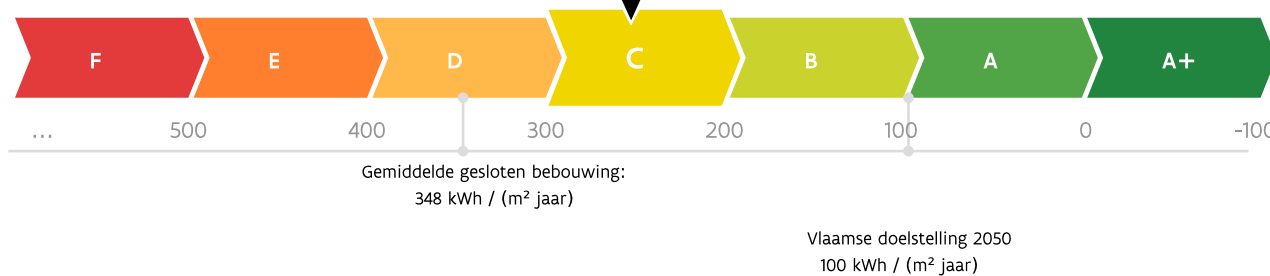 F E D C B A A+
... 500 400 300 200 100 0 -100
Gemiddelde gesloten bebouwing:
348 kWh / (m² jaar)
Vlaamse doelstelling 2050
100 kWh / (m² jaar)